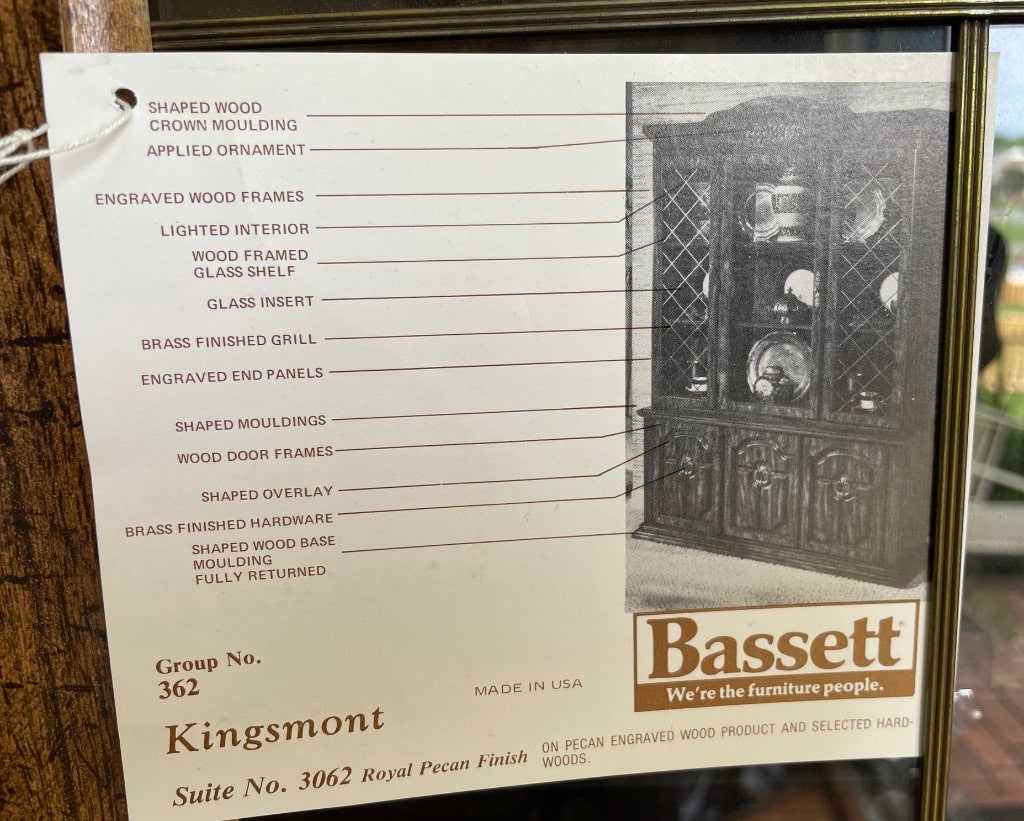 SHAPED WOOD
CROWN MOULDING
APPLIED ORNAMENT
ENGRAVED WOOD FRAMES
LIGHTED INTERIOR
WOOD FRAMED
GLASS SHELF
GLASS INSERT
BRASS FINISHED GRILL
ENGRAVED END PANELS
SHAPED MOULDINGS
WOOD DOOR FRAMES
SHAPED OVERLAY
BRASS FINISHED HARDWARE
SHAPED WOOD BASE
MOULDING
FULLY RETURNED
Group No.
362
MADE IN USA
Bassett®
We're the furniture people.
Kingsmont
Suite No. 3062 Royal Pecan Finish
ON PECAN ENGRAVED WOOD PRODUCT AND SELECTED HARD-
WOODS.